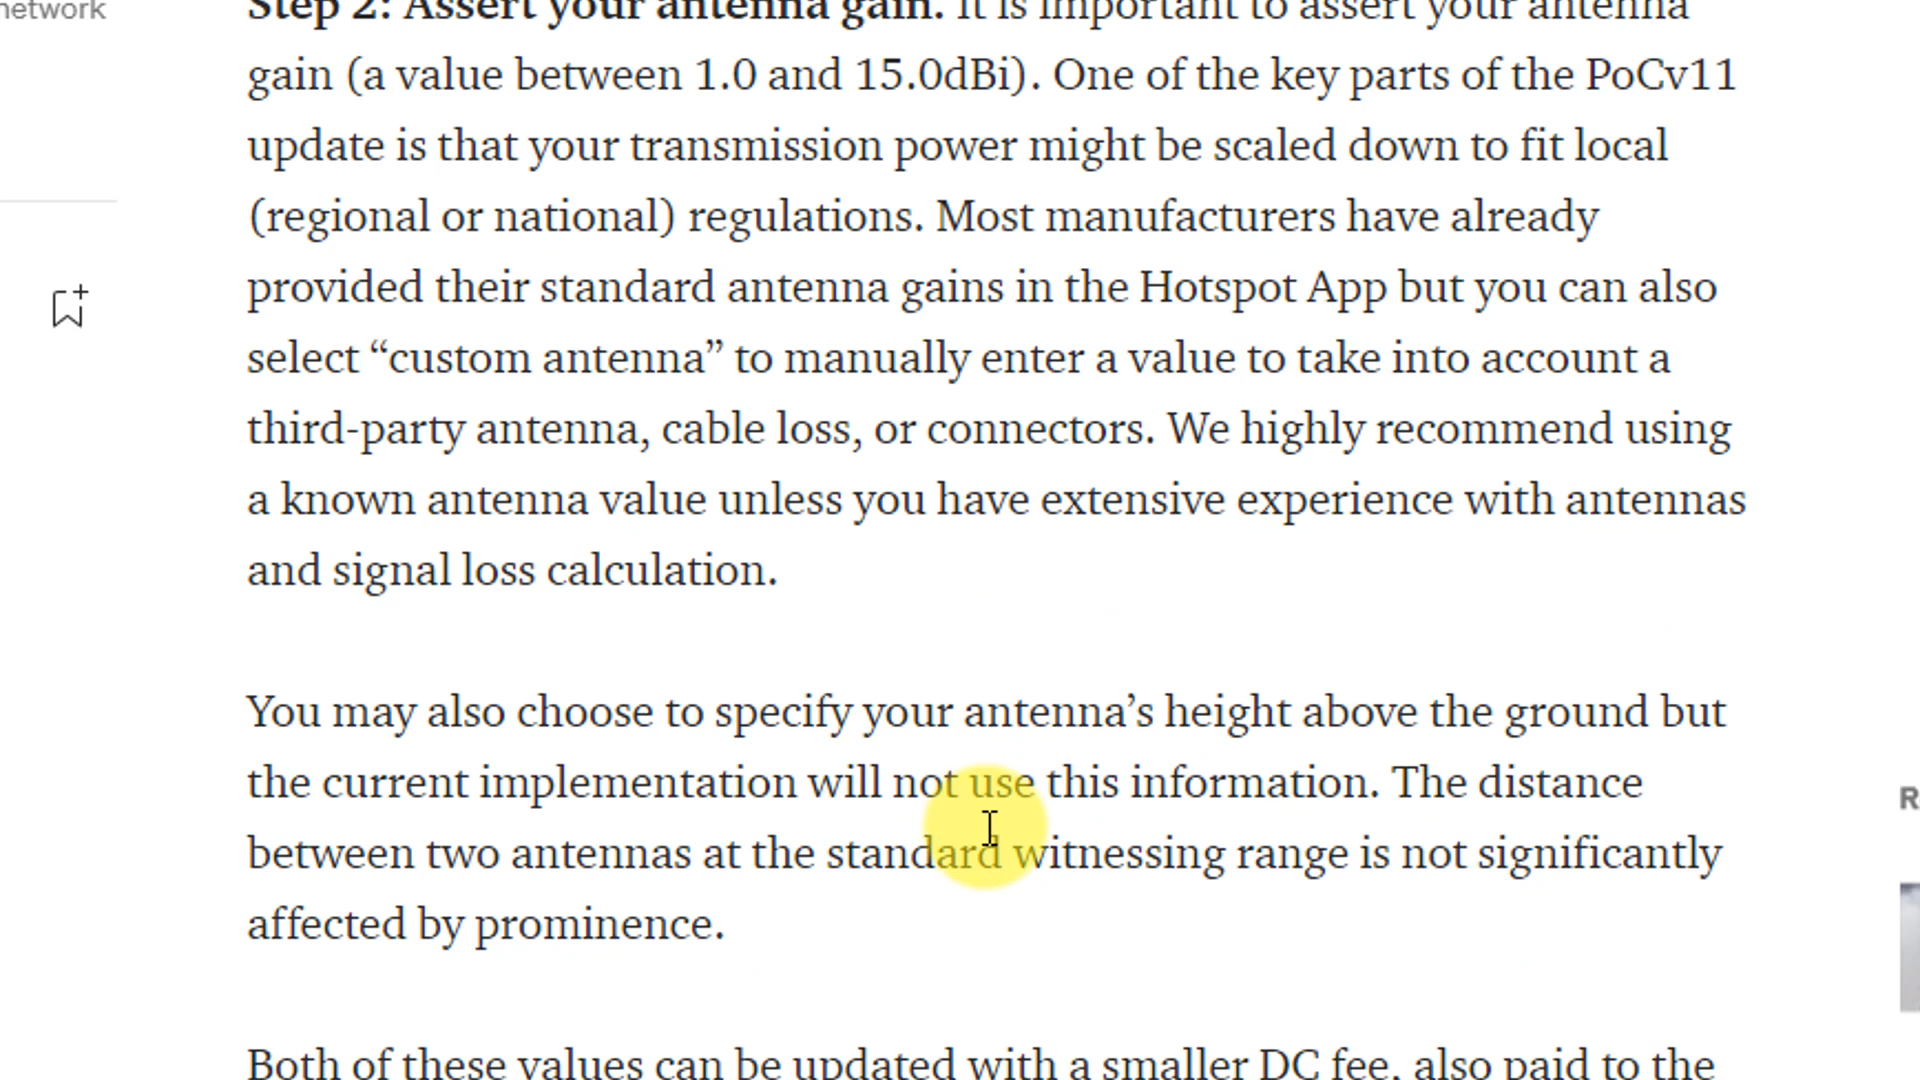 network
Step 2: Assert your antenna gain. It is important to assert your antenna
gain (a value between 1.0 and 15.0dBi). One of the key parts of the PoCv11
update is that your transmission power might be scaled down to fit local
(regional or national) regulations. Most manufacturers have already
provided their standard antenna gains in the Hotspot App but you can also
select “custom antenna” to manually enter a value to take into account a
third-party antenna, cable loss, or connectors. We highly recommend using
a known antenna value unless you have extensive experience with antennas
and signal loss calculation.
You may also choose to specify your antenna’s height above the ground but
the current implementation will not use this information. The distance
between two antennas at the standard witnessing range is not significantly
affected by prominence.
Both of these values can be updated with a smaller DC fee, also paid to the